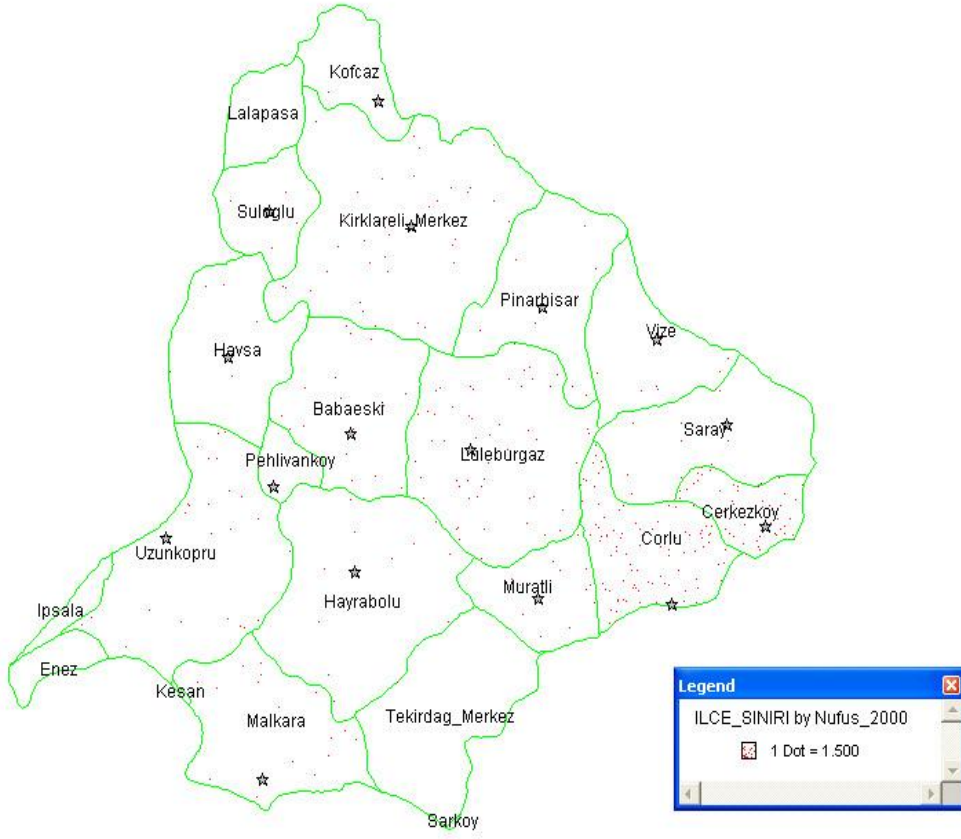 Kofcaz
Lalapasa
Suloglu
Kirklareli_Merkez
Pinarhisar
Vize
Havsa
Babaeski
Saray
Luleburgaz
Pehlivankoy
Cerkezkoy
Corlu
Uzunkopru
Muratli
Hayrabolu
Ipsala
Enez
Kesan
Malkara
Tekirdag_Merkez
Sarkoy
Legend
ILCE_SINIRI by Nufus_2000
1 Dot = 1.500